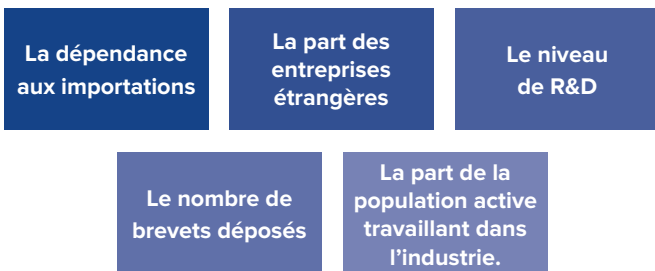 La dépendance
aux importations
La part des
entreprises
étrangères
Le niveau
de R&D
Le nombre de
brevets déposés
La part de la
population active
travaillant dans
l’industrie.